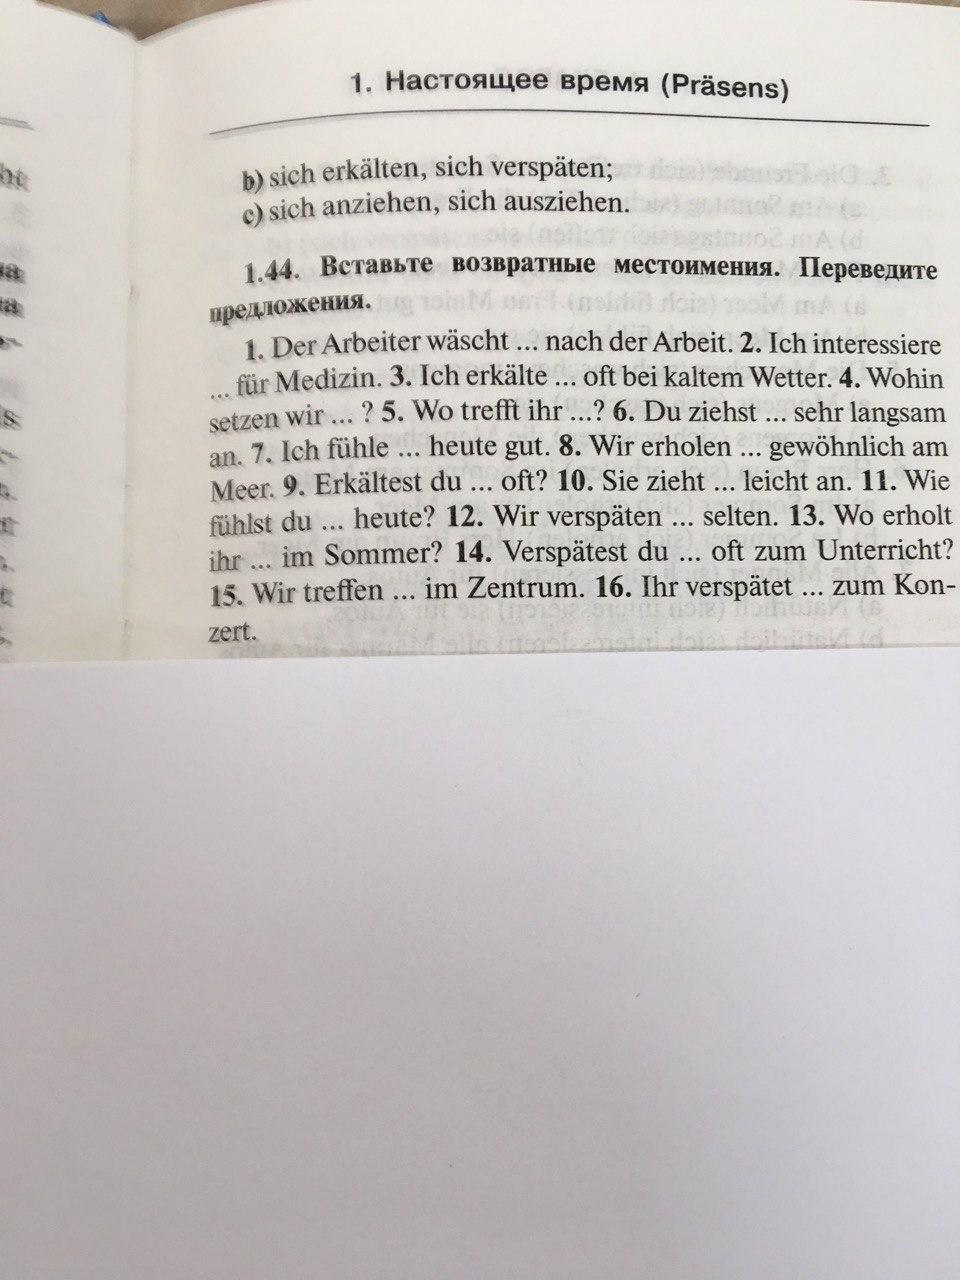 1. Настоящее время (Präsens)
b) sich erkälten, sich verspäten;
c) sich anziehen, sich ausziehen.
1.44. Вставьте возвратные местоимения. Переведите
предложения.
1. Der Arbeiter wäscht ... nach der Arbeit. 2. Ich interessiere
... für Medizin. 3. Ich erkälte ... oft bei kaltem Wetter. 4. Wohin
setzen wir ... ? 5. Wo trefft ihr ...? 6. Du ziehst ... sehr langsam
an. 7. Ich fühle ... heute gut. 8. Wir erholen ... gewöhnlich am
Meer. 9. Erkältest du ... oft? 10. Sie zieht ... leicht an. 11. Wie
fühlst du ... heute? 12. Wir verspäten ... selten. 13. Wo erholt
ihr ... im Sommer? 14. Verspätest du ... oft zum Unterricht?
15. Wir treffen ... im Zentrum. 16. Ihr verspätet ... zum Kon-
zert.